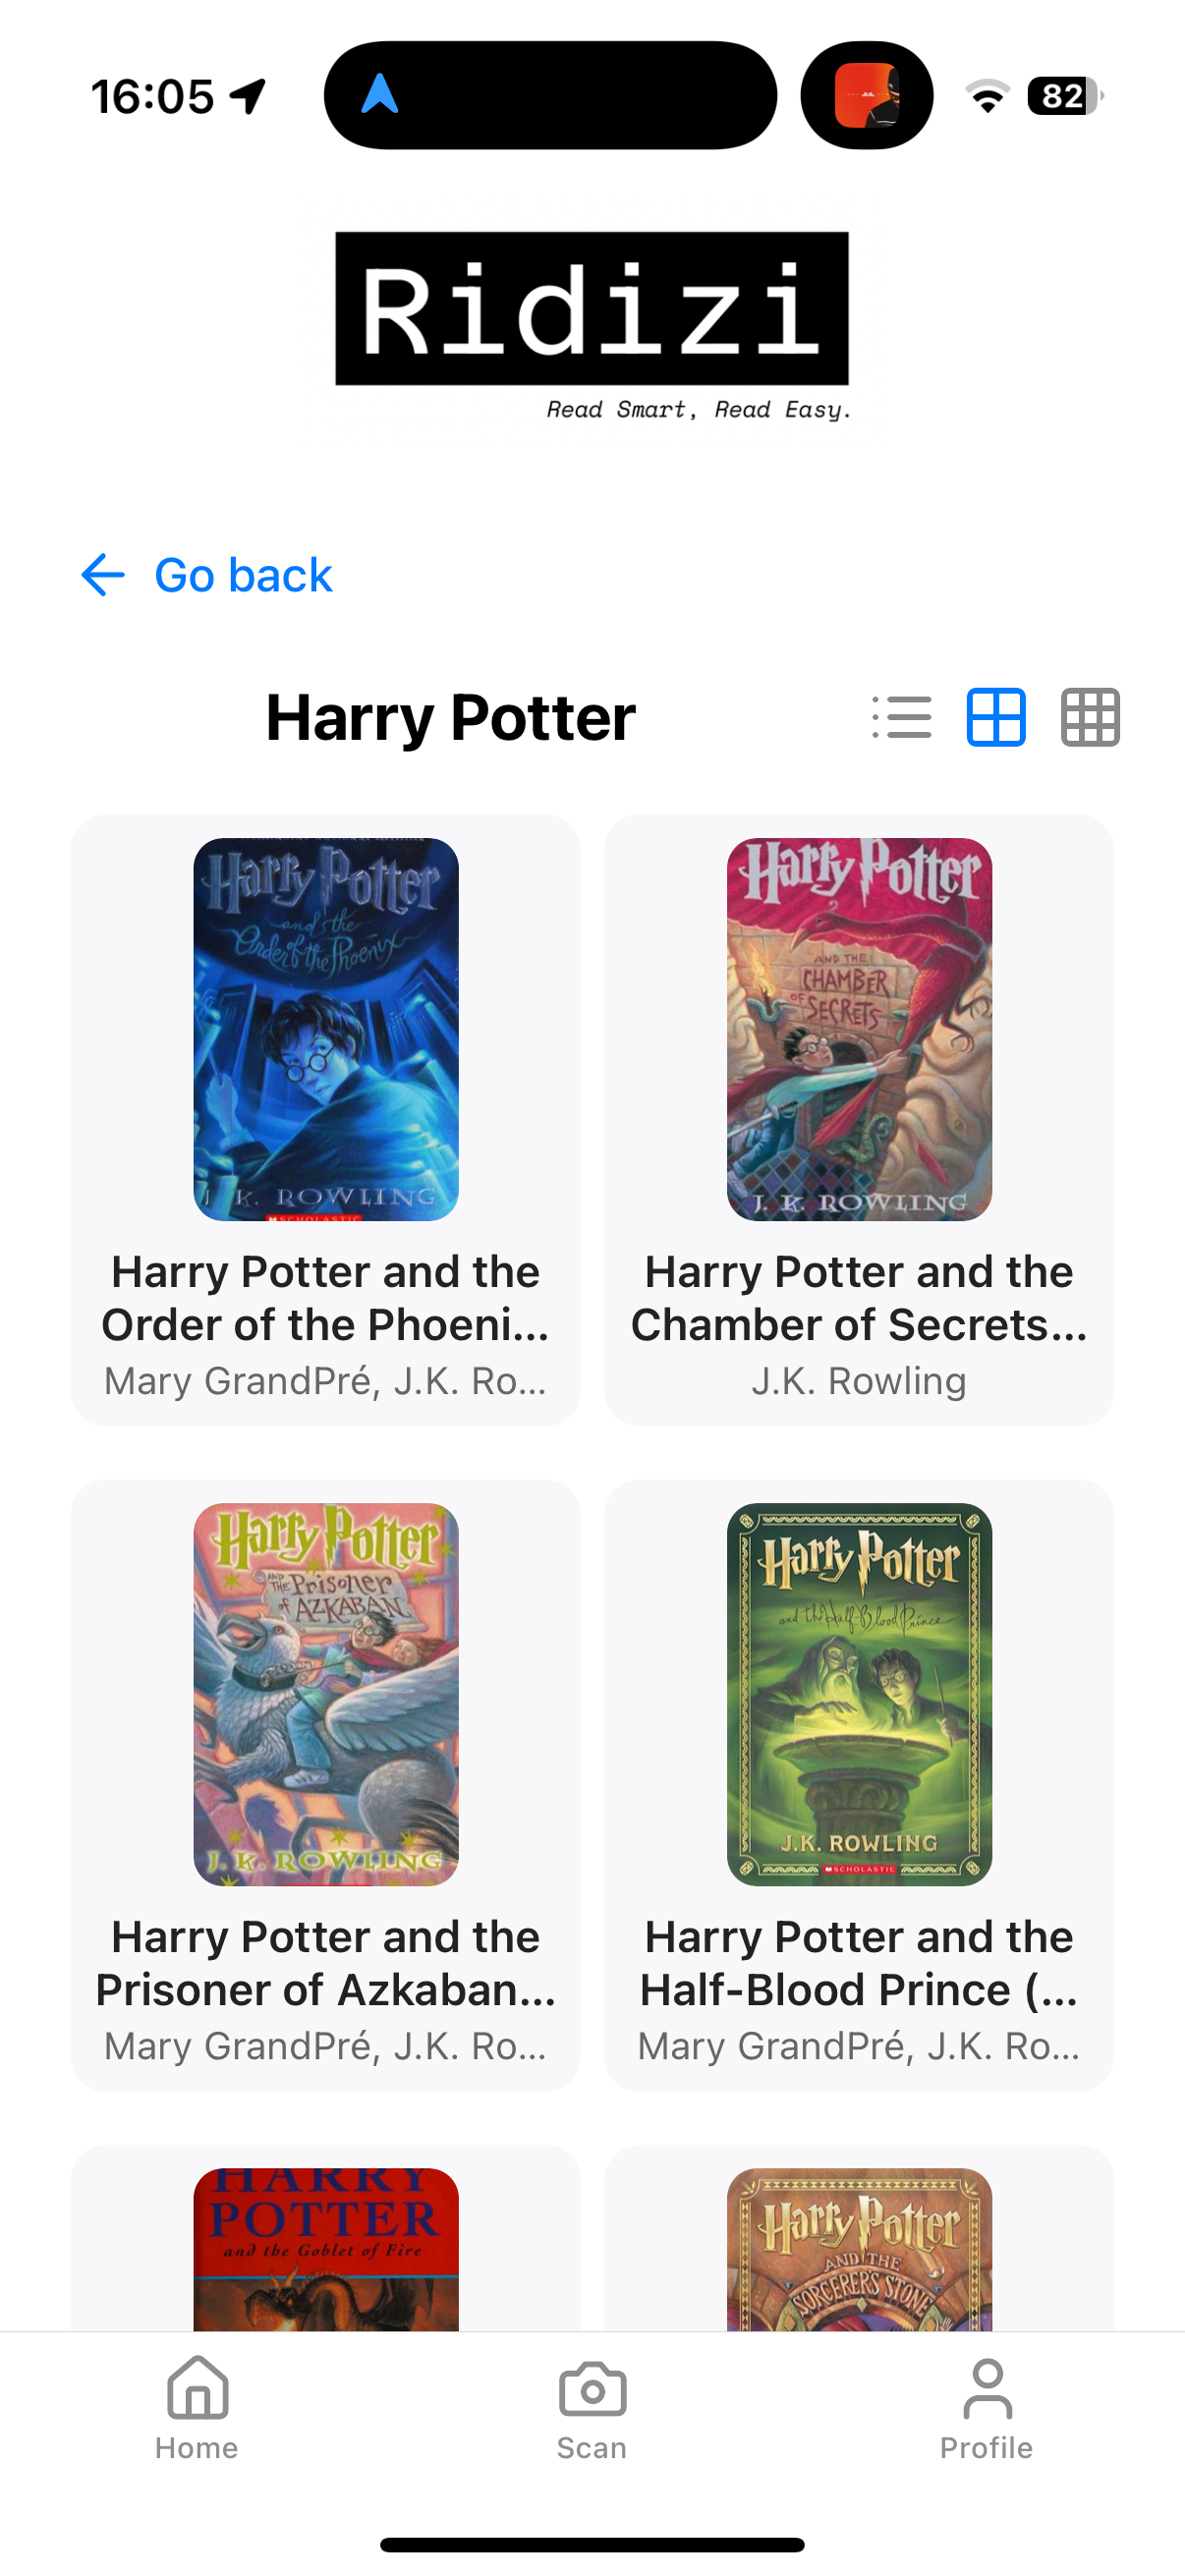 16:05
82
Ridizi
Read Smart, Read Easy.
Go back
Harry Potter
Harry Potter
and the
Order of the Phoenix
J. K. ROWLING
SCHOLASTIC
Harry Potter and the
Order of the Phoeni...
Mary GrandPré, J.K. Ro...
Harry Potter
AND THE
CHAMBER
OF SECRETS
J. K. ROWLING
Harry Potter and the
Chamber of Secrets...
J.K. Rowling
Harry Potter
AND THE Prisoner
of AZKABAN
J. K. ROWLING
Harry Potter and the
Prisoner of Azkaban...
Mary GrandPré, J.K. Ro...
Harry Potter
and the Half-Blood Prince
J.K. ROWLING
SCHOLASTIC
Harry Potter and the
Half-Blood Prince (...
Mary GrandPré, J.K. Ro...
HARRY
POTTER
and the Goblet of Fire
Harry Potter
AND THE
SORCERER'S STONE
Home
Scan
Profile